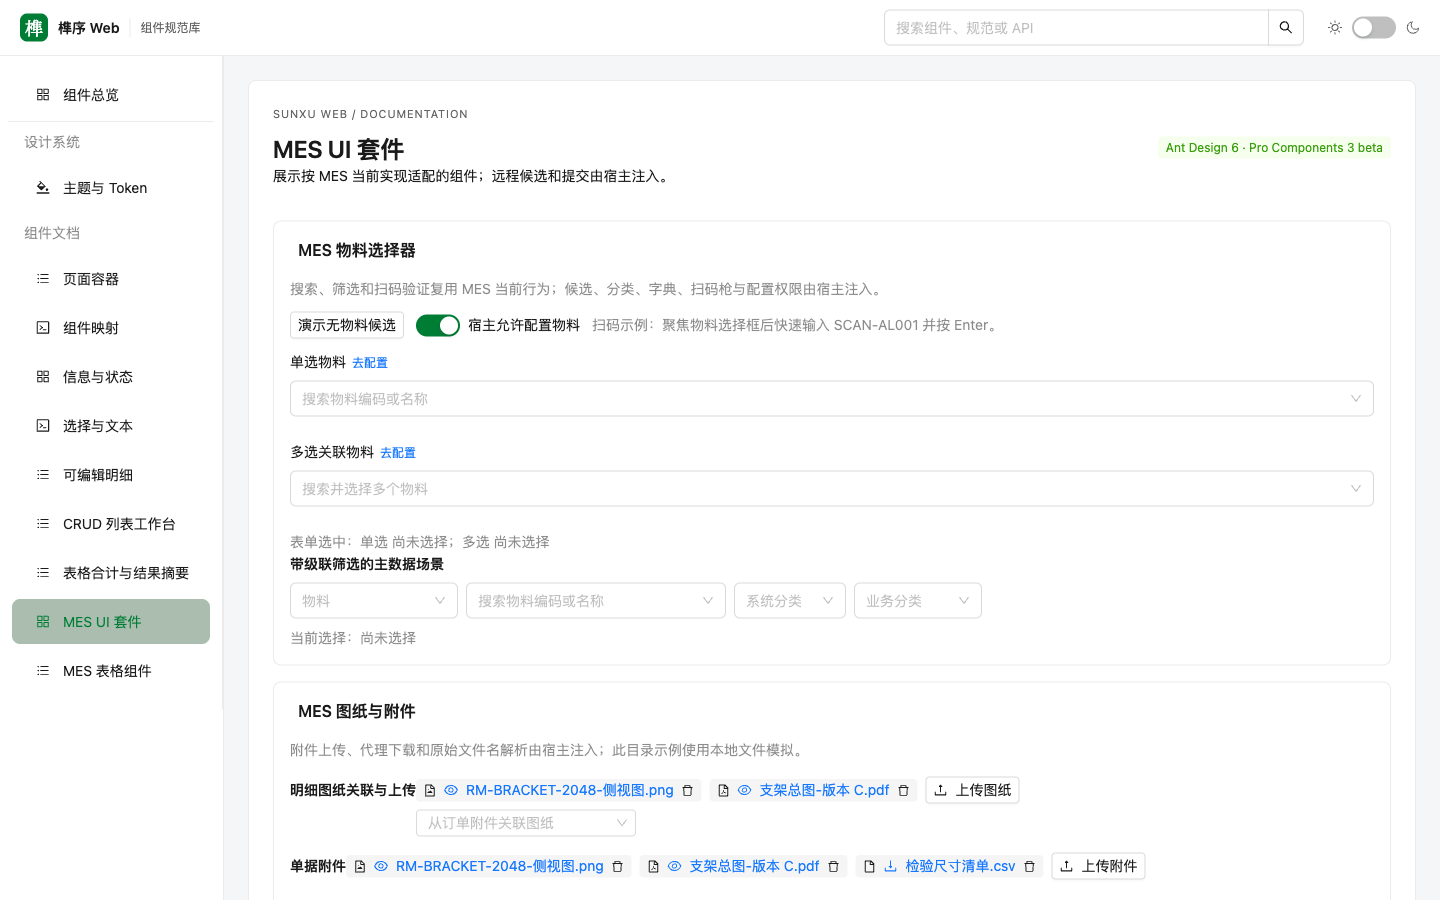 榫 榫序 Web 组件规范库
搜索组件、规范或 API
组件总览
设计系统
主题与 Token
组件文档
页面容器
组件映射
信息与状态
选择与文本
可编辑明细
CRUD 列表工作台
表格合计与结果摘要
MES UI 套件
MES 表格组件
SUNXU WEB / DOCUMENTATION
MES UI 套件
Ant Design 6 · Pro Components 3 beta
展示按 MES 当前实现适配的组件；远程候选和提交由宿主注入。
MES 物料选择器
搜索、筛选和扫码验证复用 MES 当前行为；候选、分类、字典、扫码枪与配置权限由宿主注入。
演示无物料候选 宿主允许配置物料 扫码示例：聚焦物料选择框后快速输入 SCAN-AL001 并按 Enter。
单选物料 去配置
搜索物料编码或名称
多选关联物料 去配置
搜索并选择多个物料
表单选中：单选 尚未选择；多选 尚未选择
带级联筛选的主数据场景
物料 搜索物料编码或名称 系统分类 业务分类
当前选择：尚未选择
MES 图纸与附件
附件上传、代理下载和原始文件名解析由宿主注入；此目录示例使用本地文件模拟。
明细图纸关联与上传 RM-BRACKET-2048-侧视图.png 支架总图-版本 C.pdf 上传图纸
从订单附件关联图纸
单据附件 RM-BRACKET-2048-侧视图.png 支架总图-版本 C.pdf 检验尺寸清单.csv 上传附件